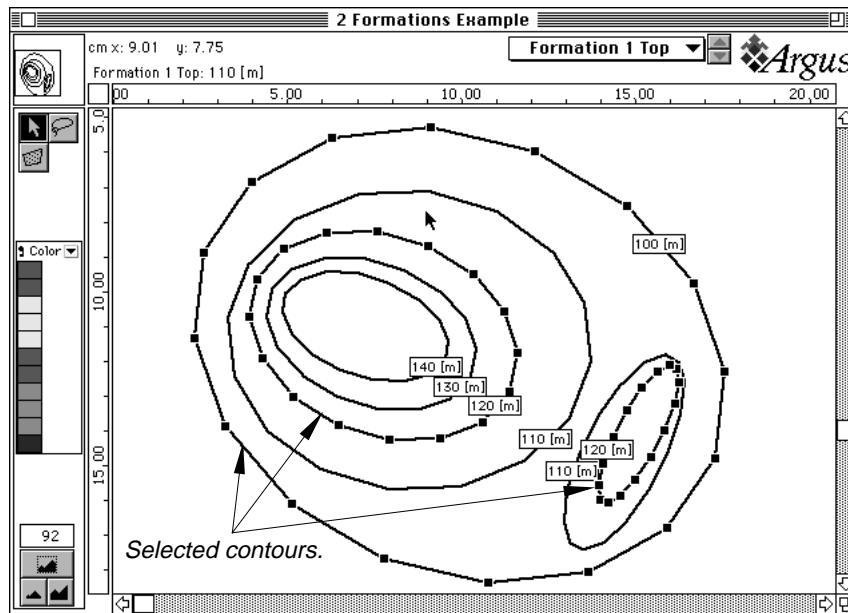 2 Formations Example
cm x: 9.01 y: 7.75
Formation 1 Top
Argus
Formation 1 Top: 110 [m]
00 5.00 10,00 15,00 20,00
5.0
10,00
15,00
Color
100 [m]
140 [m]
130 [m]
120 [m]
110 [m]
120 [m]
110 [m]
92
Selected contours.